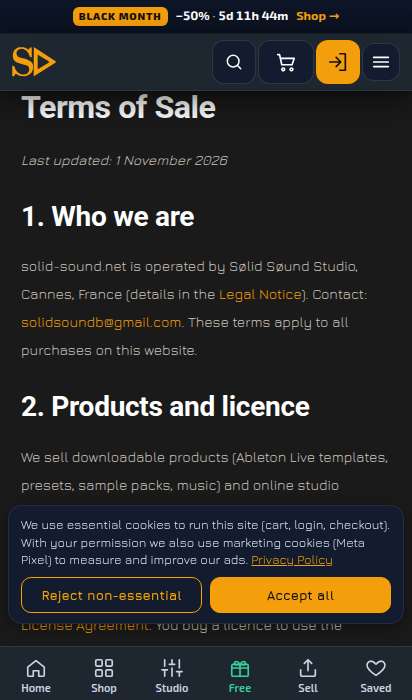 BLACK MONTH −50% · 5d 11h 44m Shop →
S
Terms of Sale
Last updated: 1 November 2026
1. Who we are
solid-sound.net is operated by Sølid Søund Studio,
Cannes, France (details in the Legal Notice). Contact:
solidsoundb@gmail.com. These terms apply to all
purchases on this website.
2. Products and licence
We sell downloadable products (Ableton Live templates,
presets, sample packs, music) and online studio
We use essential cookies to run this site (cart, login, checkout).
With your permission we also use marketing cookies (Meta
Pixel) to measure and improve our ads. Privacy Policy
Reject non-essential Accept all
License Agreement. You buy a licence to use the
Home Shop Studio Free Sell Saved